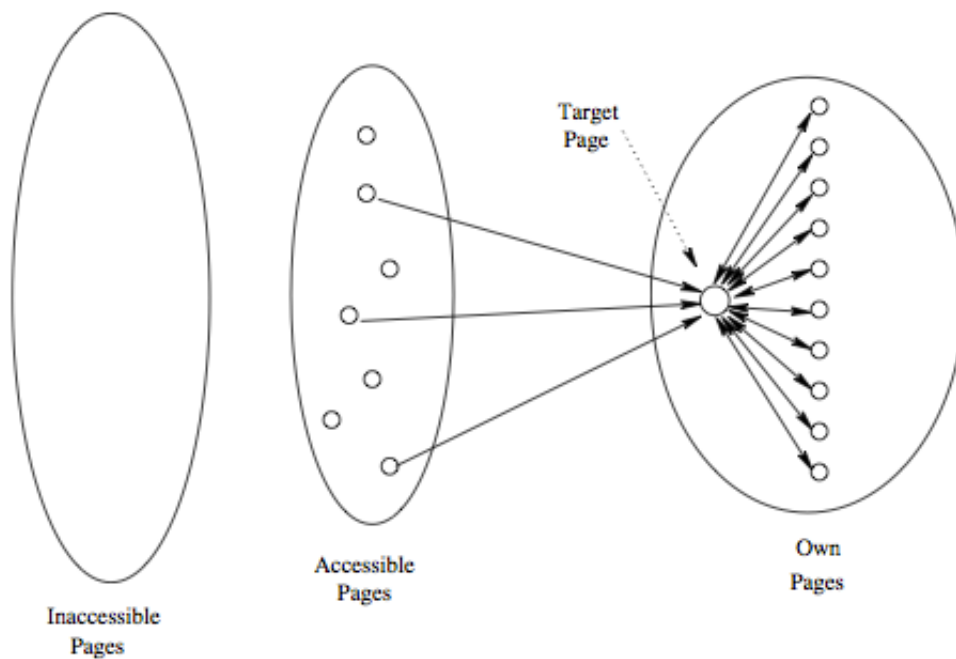 Target
Page
Accessible
Pages
Own
Pages
Inaccessible
Pages